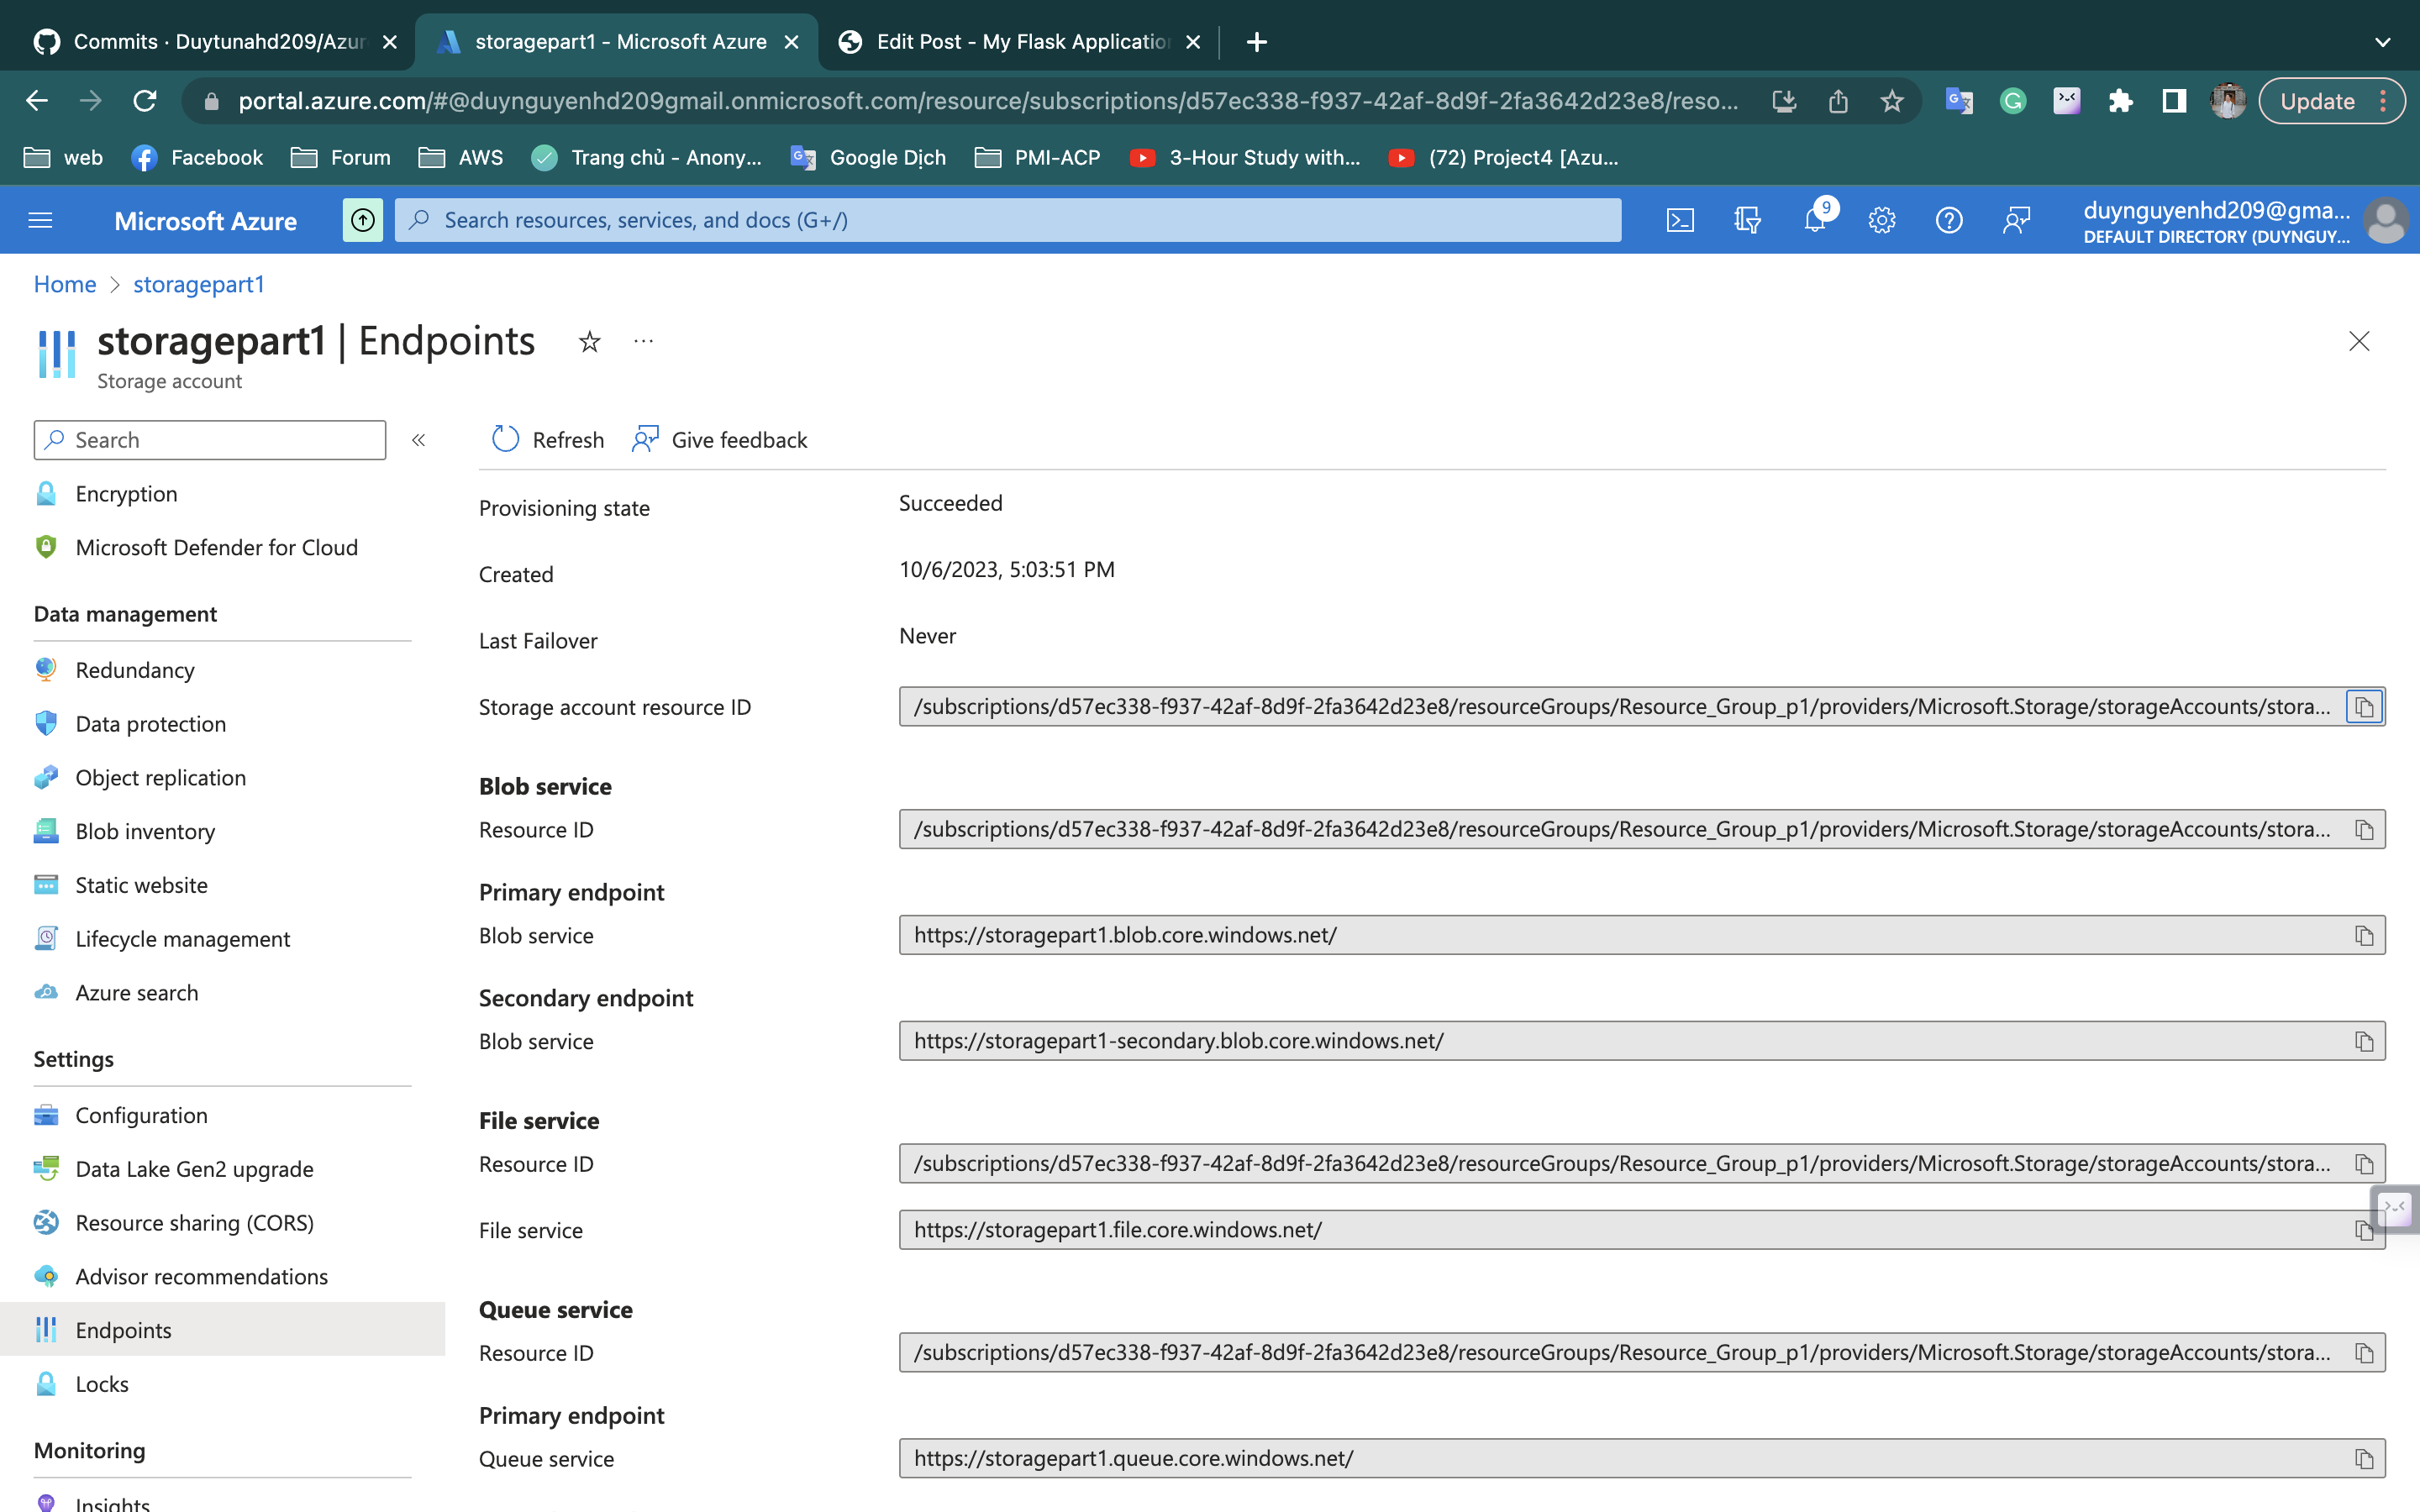 Commits · Duytunahd209/Azur
storagepart1 - Microsoft Azure
Edit Post - My Flask Application
portal.azure.com/#@duynguyenhd209gmail.onmicrosoft.com/resource/subscriptions/d57ec338-f937-42af-8d9f-2fa3642d23e8/reso...
Update
web
Facebook
Forum
AWS
Trang chủ - Anony...
Google Dịch
PMI-ACP
3-Hour Study with...
(72) Project4 [Azu...
Microsoft Azure
Search resources, services, and docs (G+/)
9
duynguyenhd209@gma...
DEFAULT DIRECTORY (DUYNGUY...
Home > storagepart1
storagepart1 | Endpoints
Storage account
Search
«
Refresh
Give feedback
Encryption
Microsoft Defender for Cloud
Data management
Redundancy
Data protection
Object replication
Blob inventory
Static website
Lifecycle management
Azure search
Settings
Configuration
Data Lake Gen2 upgrade
Resource sharing (CORS)
Advisor recommendations
Endpoints
Locks
Monitoring
Insights
Provisioning state
Succeeded
Created
10/6/2023, 5:03:51 PM
Last Failover
Never
Storage account resource ID
/subscriptions/d57ec338-f937-42af-8d9f-2fa3642d23e8/resourceGroups/Resource_Group_p1/providers/Microsoft.Storage/storageAccounts/stora...
Blob service
Resource ID
/subscriptions/d57ec338-f937-42af-8d9f-2fa3642d23e8/resourceGroups/Resource_Group_p1/providers/Microsoft.Storage/storageAccounts/stora...
Primary endpoint
Blob service
https://storagepart1.blob.core.windows.net/
Secondary endpoint
Blob service
https://storagepart1-secondary.blob.core.windows.net/
File service
Resource ID
/subscriptions/d57ec338-f937-42af-8d9f-2fa3642d23e8/resourceGroups/Resource_Group_p1/providers/Microsoft.Storage/storageAccounts/stora...
File service
https://storagepart1.file.core.windows.net/
Queue service
Resource ID
/subscriptions/d57ec338-f937-42af-8d9f-2fa3642d23e8/resourceGroups/Resource_Group_p1/providers/Microsoft.Storage/storageAccounts/stora...
Primary endpoint
Queue service
https://storagepart1.queue.core.windows.net/